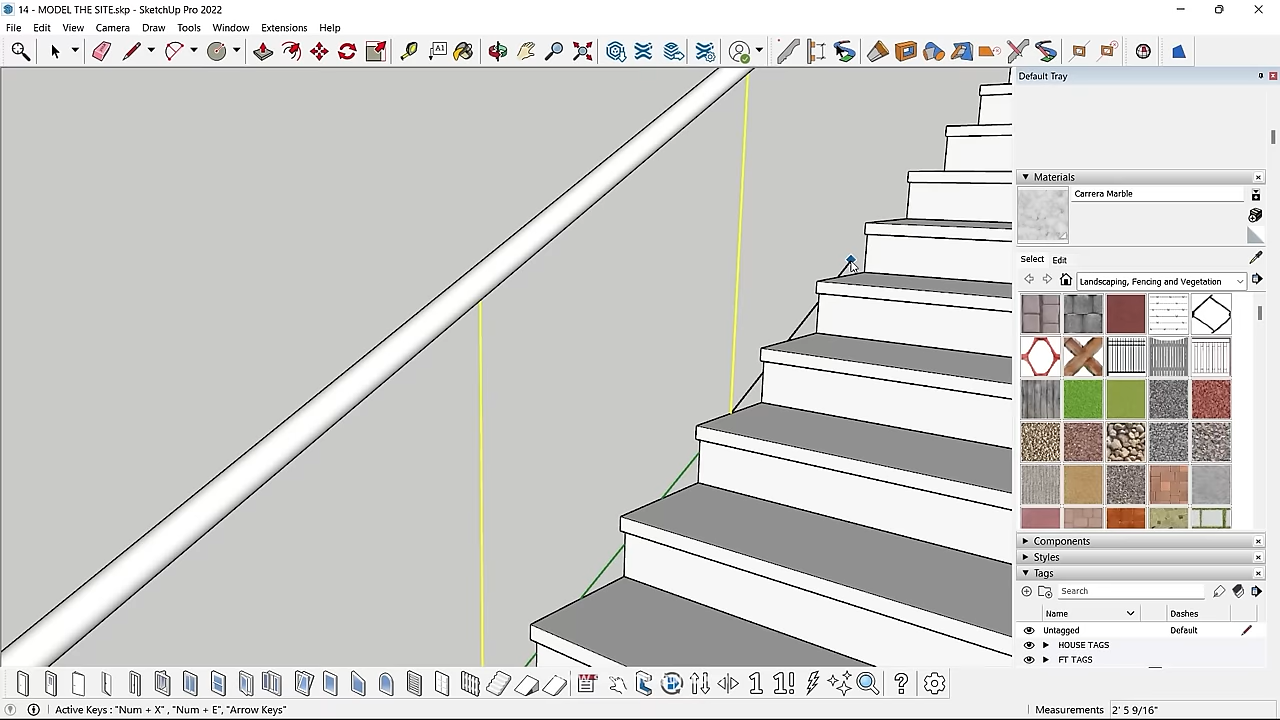 14 - MODEL THE SITE.skp - SketchUp Pro 2022
File Edit View Camera Draw Tools Window Extensions Help
Default Tray
Materials
Carrera Marble
Select Edit
Landscaping, Fencing and Vegetation
Components
Styles
Tags
Search
Name Dashes
Untagged Default
HOUSE TAGS
FT TAGS
Active Keys : "Num + X" , "Num + E", "Arrow Keys"
Measurements 2' 5 9/16"